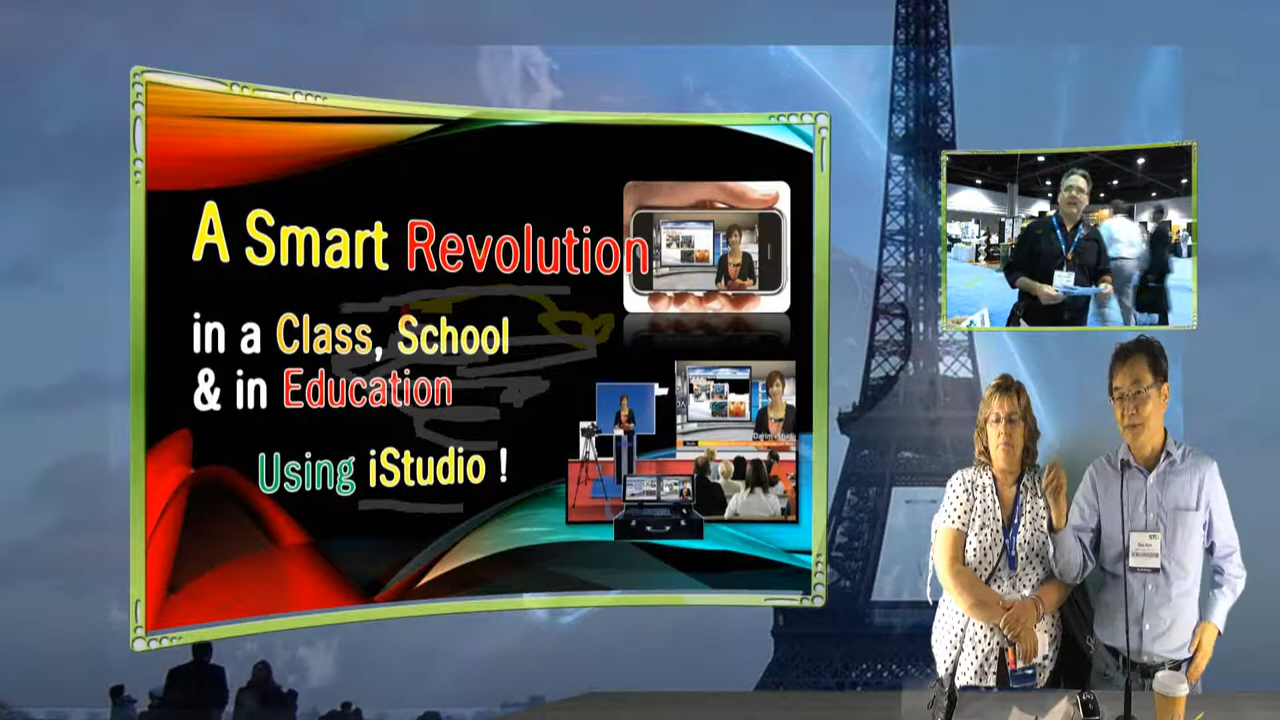 A Smart Revolution
in a Class, School
& in Education
Using iStudio !